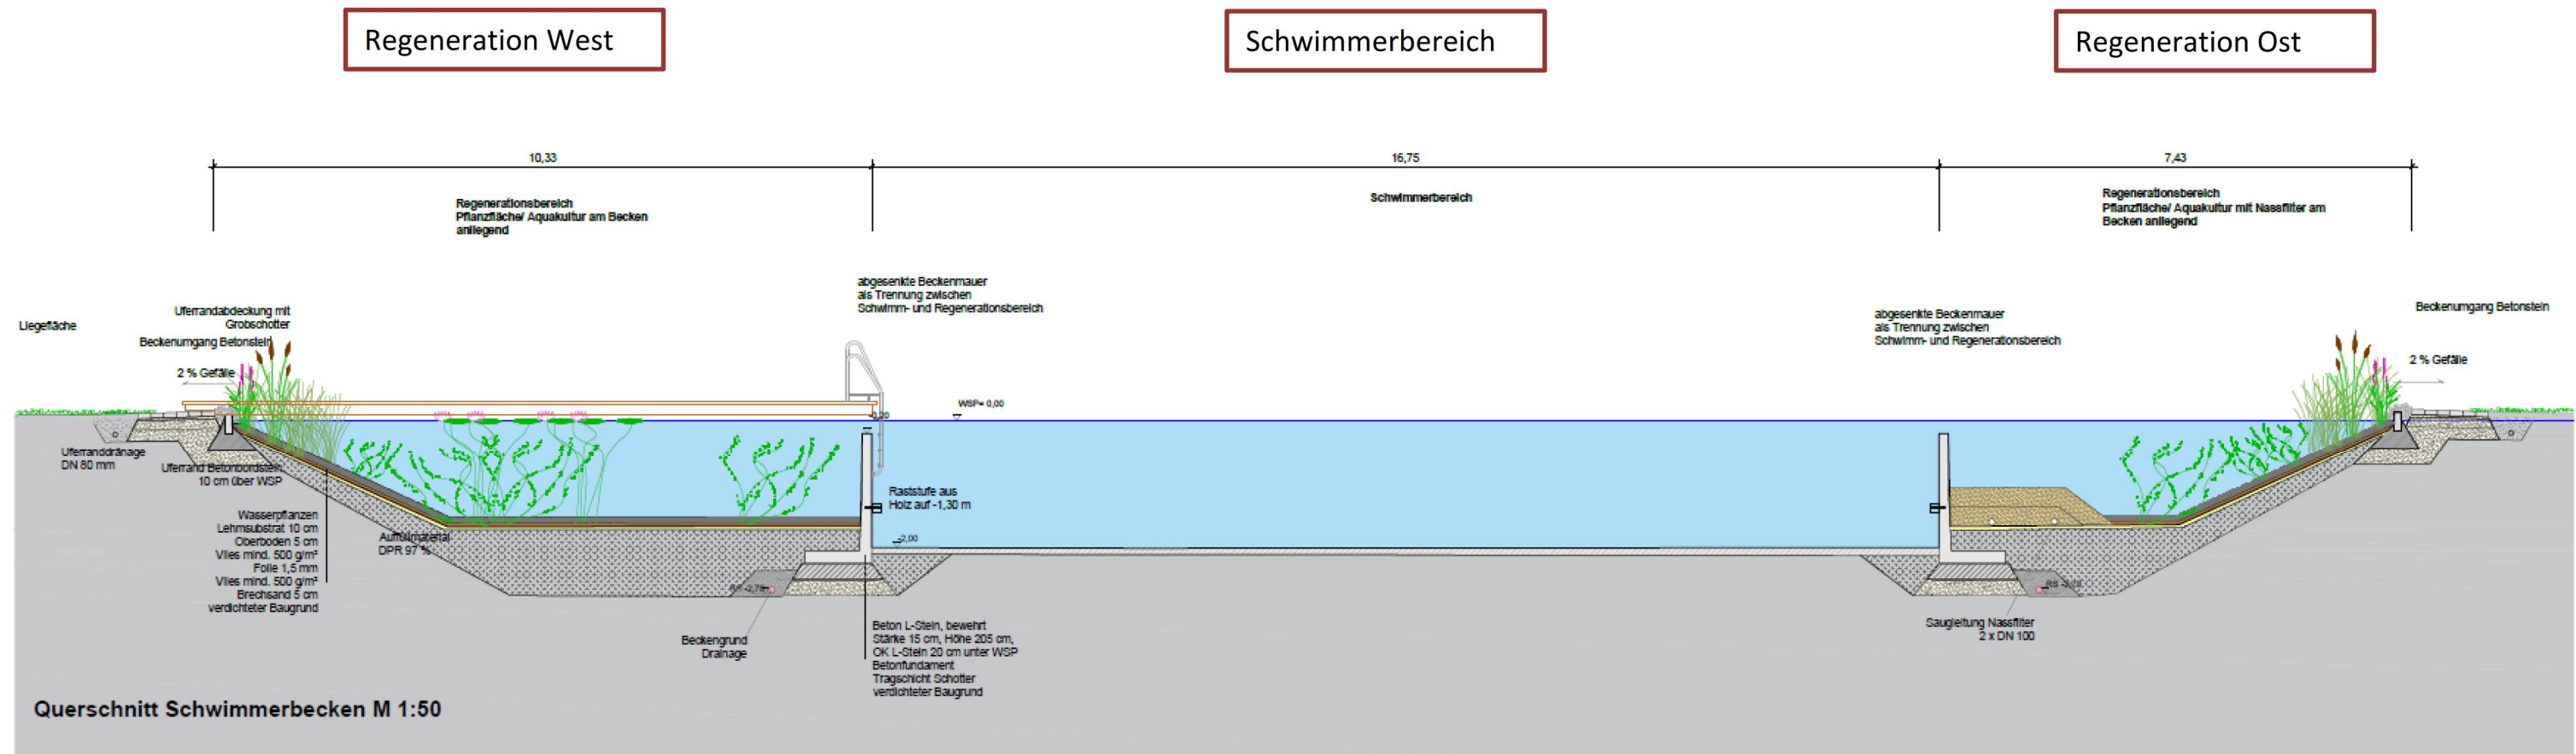 Regeneration West
Schwimmerbereich
Regeneration Ost
10,33
16,75
7,43
Regenerationsbereich
Pflanzfläche/ Aquakultur am Becken
anliegend
Schwimmerbereich
Regenerationsbereich
Pflanzfläche/ Aquakultur mit Nassfilter am
Becken anliegend
abgesenkte Beckenmauer
als Trennung zwischen
Schwimm- und Regenerationsbereich
abgesenkte Beckenmauer
als Trennung zwischen
Schwimm- und Regenerationsbereich
Liegefläche
Uferrandabdeckung mit
Grobschotter
Beckenumgang Betonstein
2 % Gefälle
Beckenumgang Betonstein
2 % Gefälle
WSP= 0,00
-0,20
Uferranddränage
DN 80 mm
Uferrand Betonbordstein,
10 cm über WSP
Raststufe aus
Holz auf -1,30 m
-2,00
Wasserpflanzen
Lehmsubstrat 10 cm
Oberboden 5 cm
Vlies mind. 500 g/m²
Folie 1,5 mm
Vlies mind. 500 g/m²
Brechsand 5 cm
verdichteter Baugrund
Auffüllmaterial
DPR 97 %
Beckengrund
Drainage
Beton L-Stein, bewehrt
Stärke 15 cm, Höhe 205 cm,
OK L-Stein 20 cm unter WSP
Betonfundament
Tragschicht Schotter
verdichteter Baugrund
Saugleitung Nassfilter
2 x DN 100
Querschnitt Schwimmerbecken M 1:50